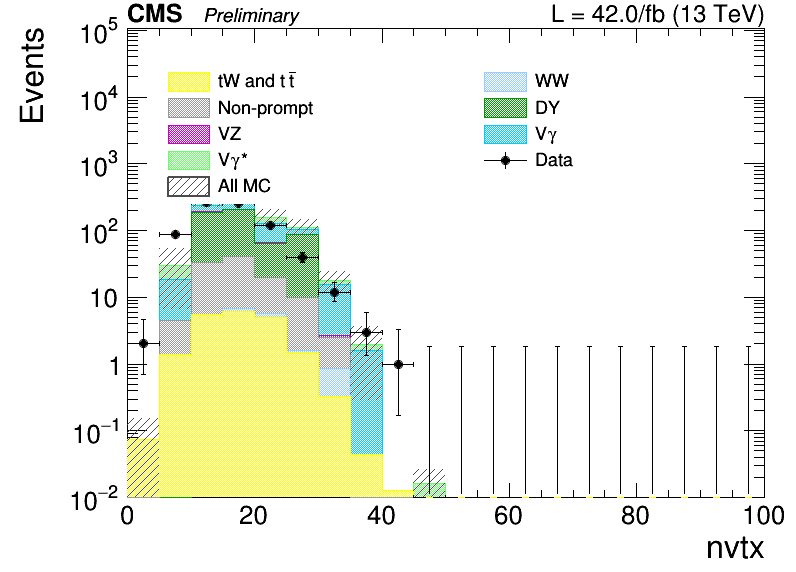 CMS Preliminary L = 42.0/fb (13 TeV)
Events
10⁵
10⁴
10³
10²
10
1
10⁻¹
10⁻²
tW and t t̄
Non-prompt
VZ
Vγ*
All MC
WW
DY
Vγ
Data
0 20 40 60 80 100
nvtx